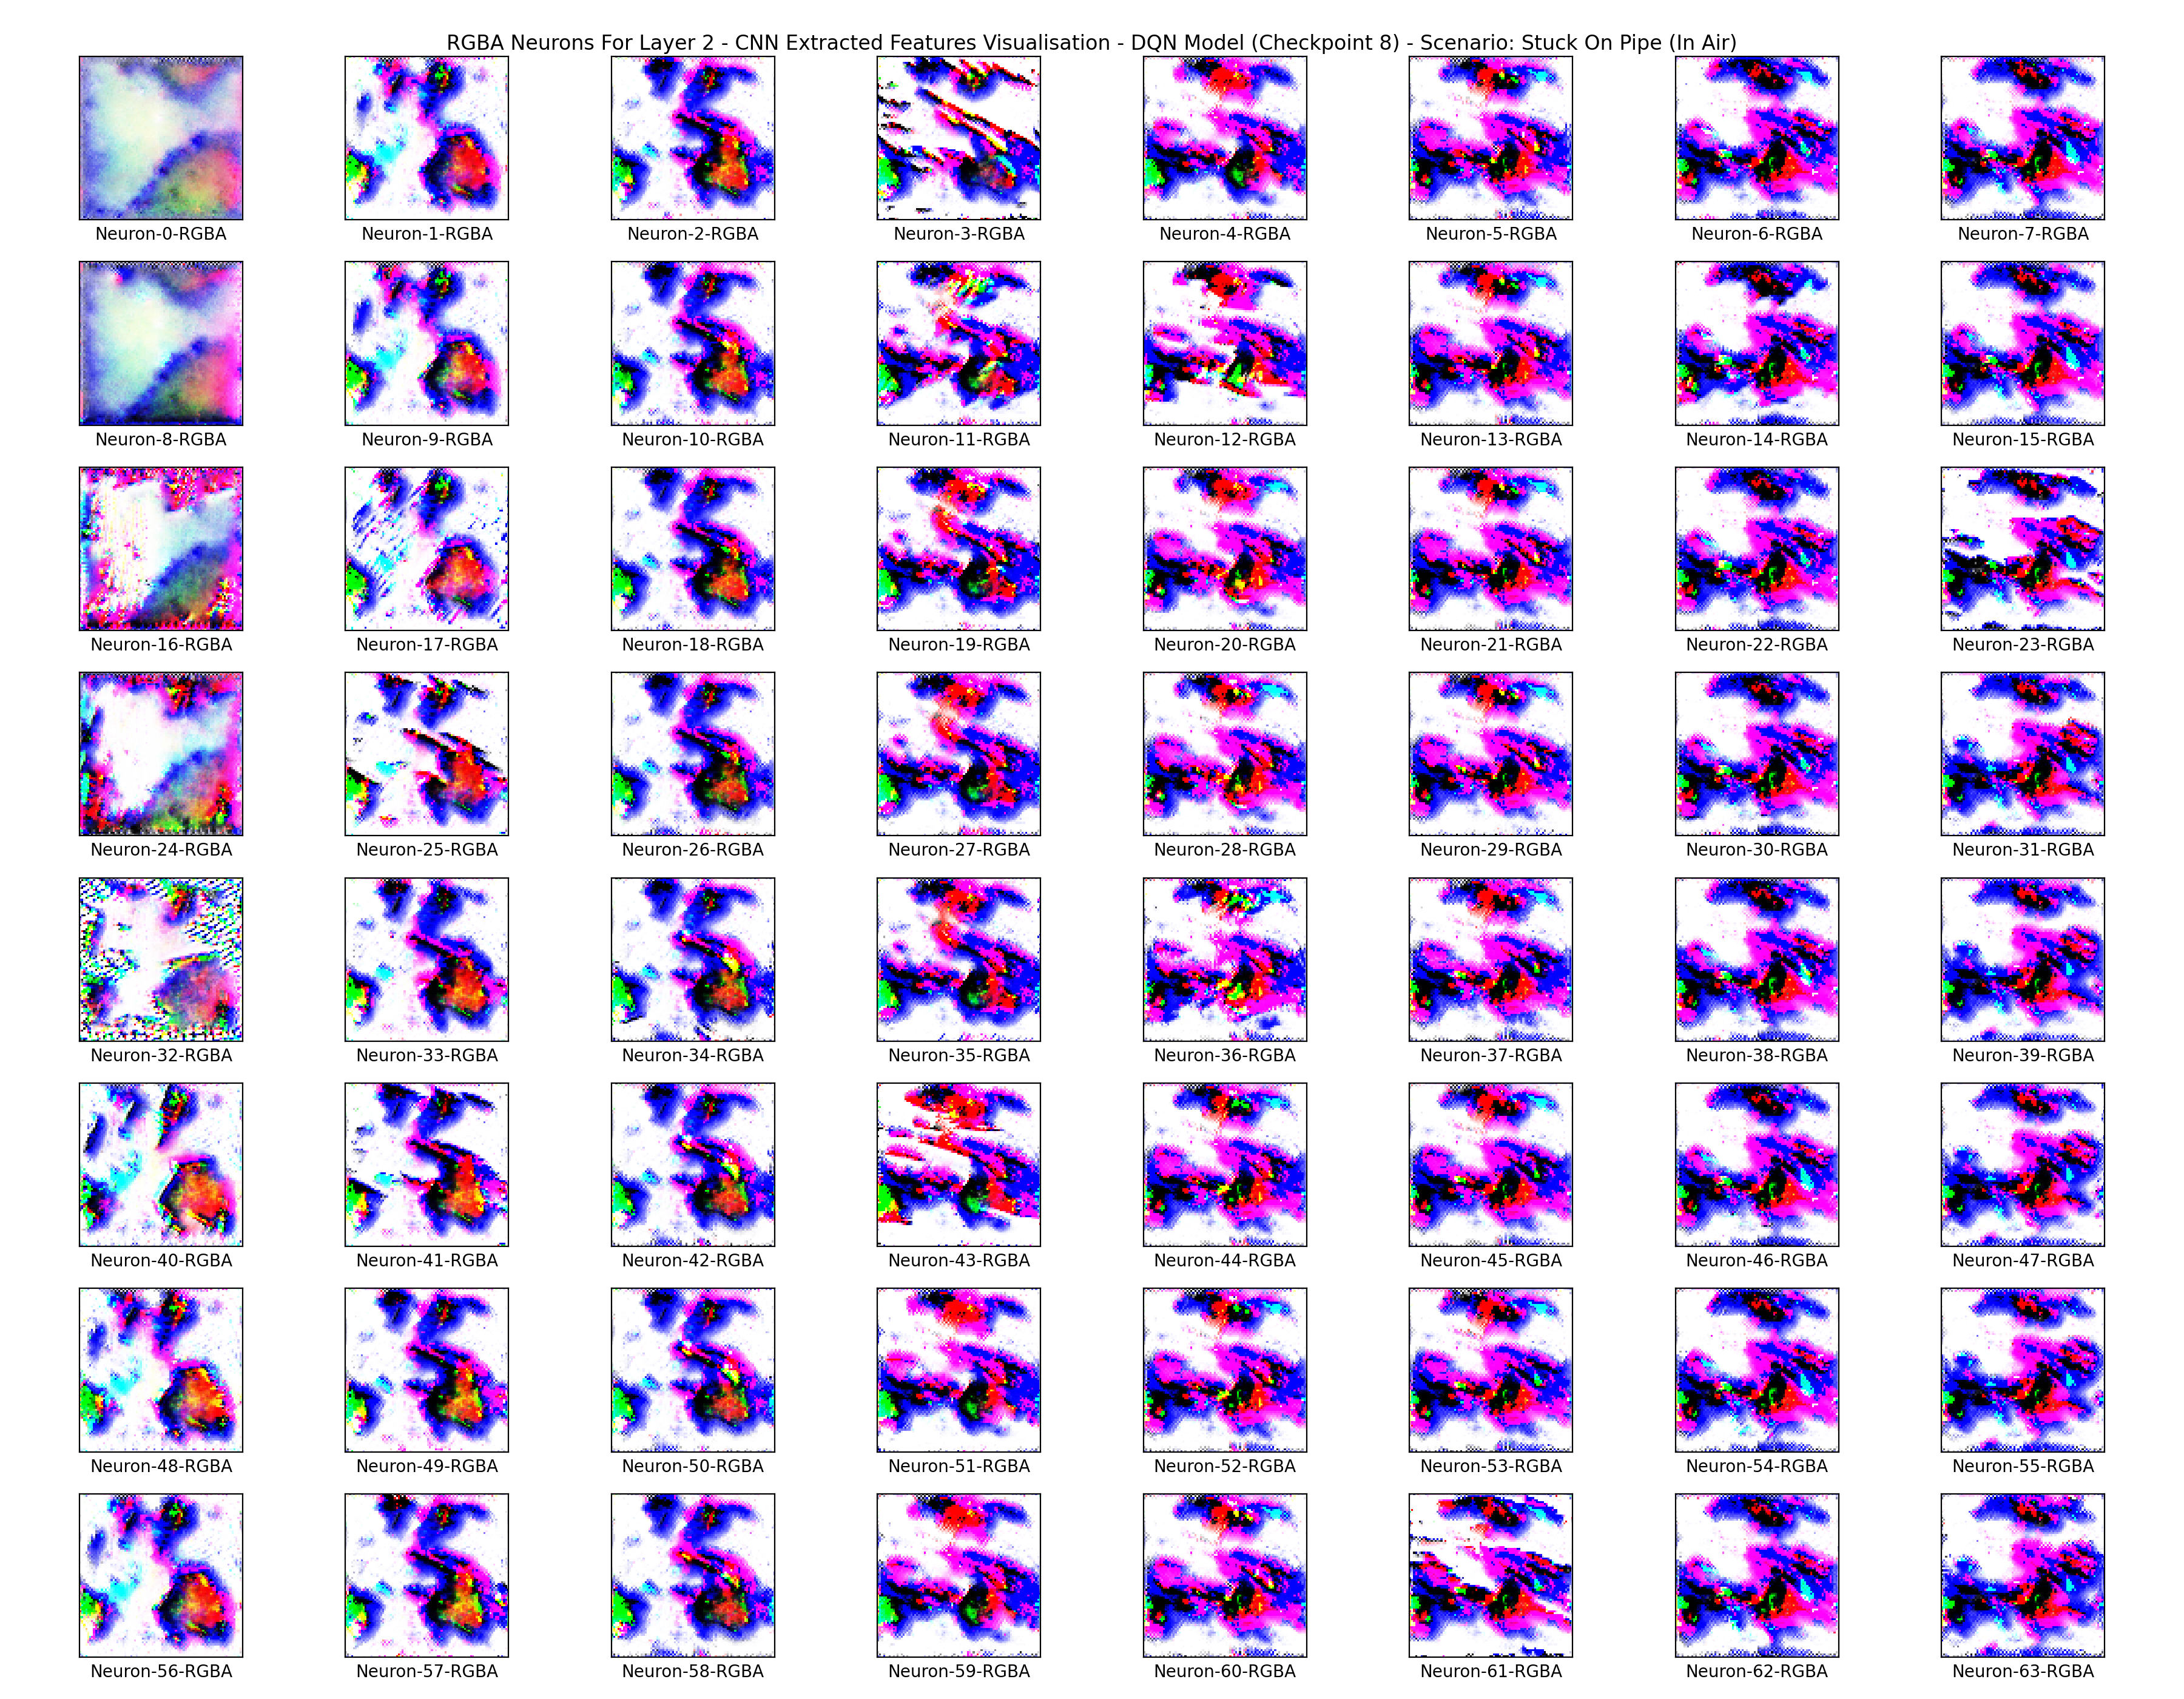 RGBA Neurons For Layer 2 - CNN Extracted Features Visualisation - DQN Model (Checkpoint 8) - Scenario: Stuck On Pipe (In Air)
Neuron-0-RGBA Neuron-1-RGBA Neuron-2-RGBA Neuron-3-RGBA Neuron-4-RGBA Neuron-5-RGBA Neuron-6-RGBA Neuron-7-RGBA
Neuron-8-RGBA Neuron-9-RGBA Neuron-10-RGBA Neuron-11-RGBA Neuron-12-RGBA Neuron-13-RGBA Neuron-14-RGBA Neuron-15-RGBA
Neuron-16-RGBA Neuron-17-RGBA Neuron-18-RGBA Neuron-19-RGBA Neuron-20-RGBA Neuron-21-RGBA Neuron-22-RGBA Neuron-23-RGBA
Neuron-24-RGBA Neuron-25-RGBA Neuron-26-RGBA Neuron-27-RGBA Neuron-28-RGBA Neuron-29-RGBA Neuron-30-RGBA Neuron-31-RGBA
Neuron-32-RGBA Neuron-33-RGBA Neuron-34-RGBA Neuron-35-RGBA Neuron-36-RGBA Neuron-37-RGBA Neuron-38-RGBA Neuron-39-RGBA
Neuron-40-RGBA Neuron-41-RGBA Neuron-42-RGBA Neuron-43-RGBA Neuron-44-RGBA Neuron-45-RGBA Neuron-46-RGBA Neuron-47-RGBA
Neuron-48-RGBA Neuron-49-RGBA Neuron-50-RGBA Neuron-51-RGBA Neuron-52-RGBA Neuron-53-RGBA Neuron-54-RGBA Neuron-55-RGBA
Neuron-56-RGBA Neuron-57-RGBA Neuron-58-RGBA Neuron-59-RGBA Neuron-60-RGBA Neuron-61-RGBA Neuron-62-RGBA Neuron-63-RGBA